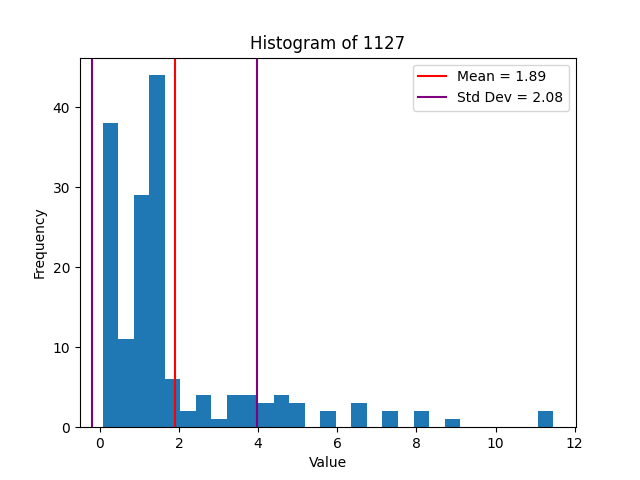 Histogram of 1127
Mean = 1.89
Std Dev = 2.08
Frequency
40
30
20
10
0
0 2 4 6 8 10 12
Value